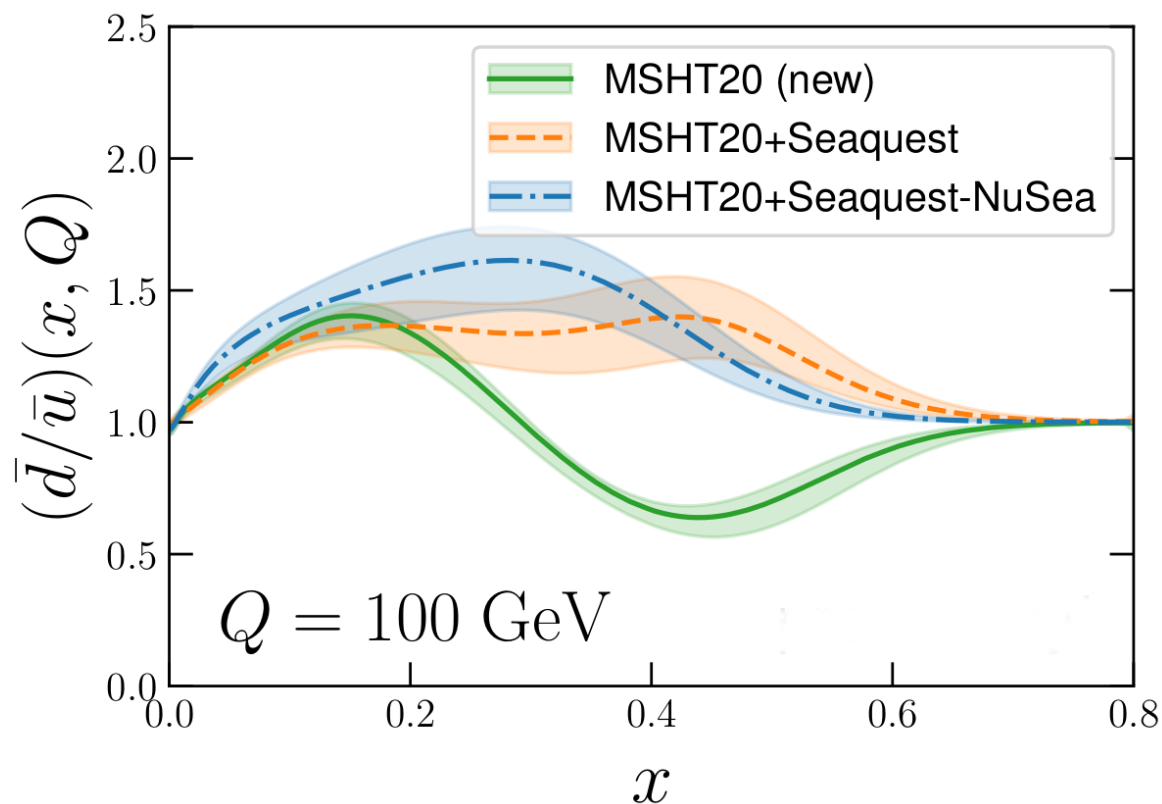 2.5
2.0
1.5
1.0
0.5
0.0
(d̄/ū)(x, Q)
MSHT20 (new)
MSHT20+Seaquest
MSHT20+Seaquest-NuSea
Q = 100 GeV
0.0 0.2 0.4 0.6 0.8
x